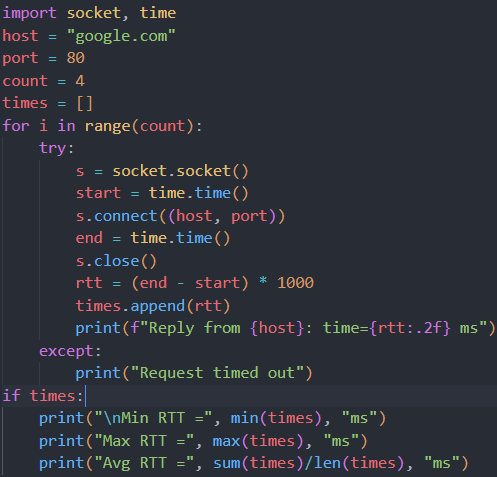 import socket, time
host = "google.com"
port = 80
count = 4
times = []
for i in range(count):
    try:
        s = socket.socket()
        start = time.time()
        s.connect((host, port))
        end = time.time()
        s.close()
        rtt = (end - start) * 1000
        times.append(rtt)
        print(f"Reply from {host}: time={rtt:.2f} ms")
    except:
        print("Request timed out")
if times:
    print("\nMin RTT =", min(times), "ms")
    print("Max RTT =", max(times), "ms")
    print("Avg RTT =", sum(times)/len(times), "ms")